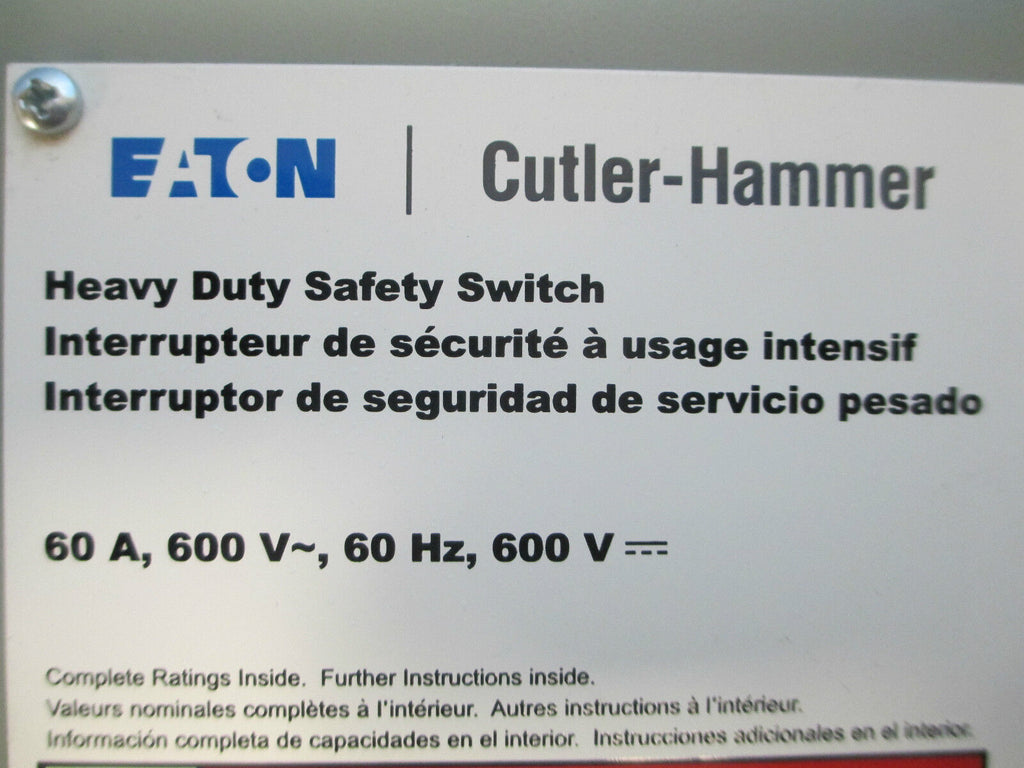 EATON | Cutler-Hammer
Heavy Duty Safety Switch
Interrupteur de sécurité à usage intensif
Interruptor de seguridad de servicio pesado
60 A, 600 V~, 60 Hz, 600 V ⎓
Complete Ratings Inside. Further Instructions inside.
Valeurs nominales complètes à l'intérieur. Autres instructions à l'intérieur.
Información completa de capacidades en el interior. Instrucciones adicionales en el interior.